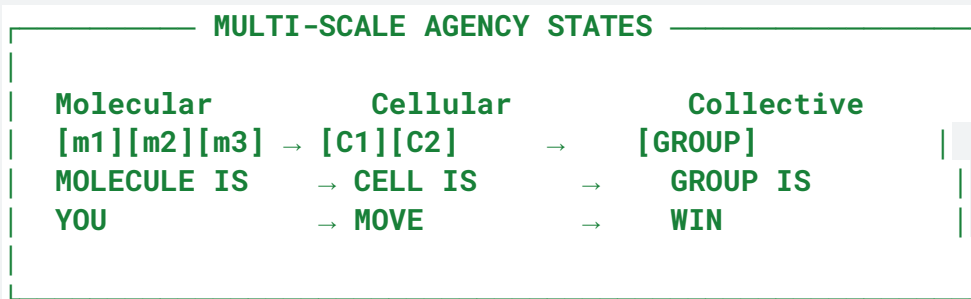 MULTI-SCALE AGENCY STATES
Molecular Cellular Collective
[m1][m2][m3] → [C1][C2] → [GROUP]
MOLECULE IS → CELL IS → GROUP IS
YOU → MOVE → WIN